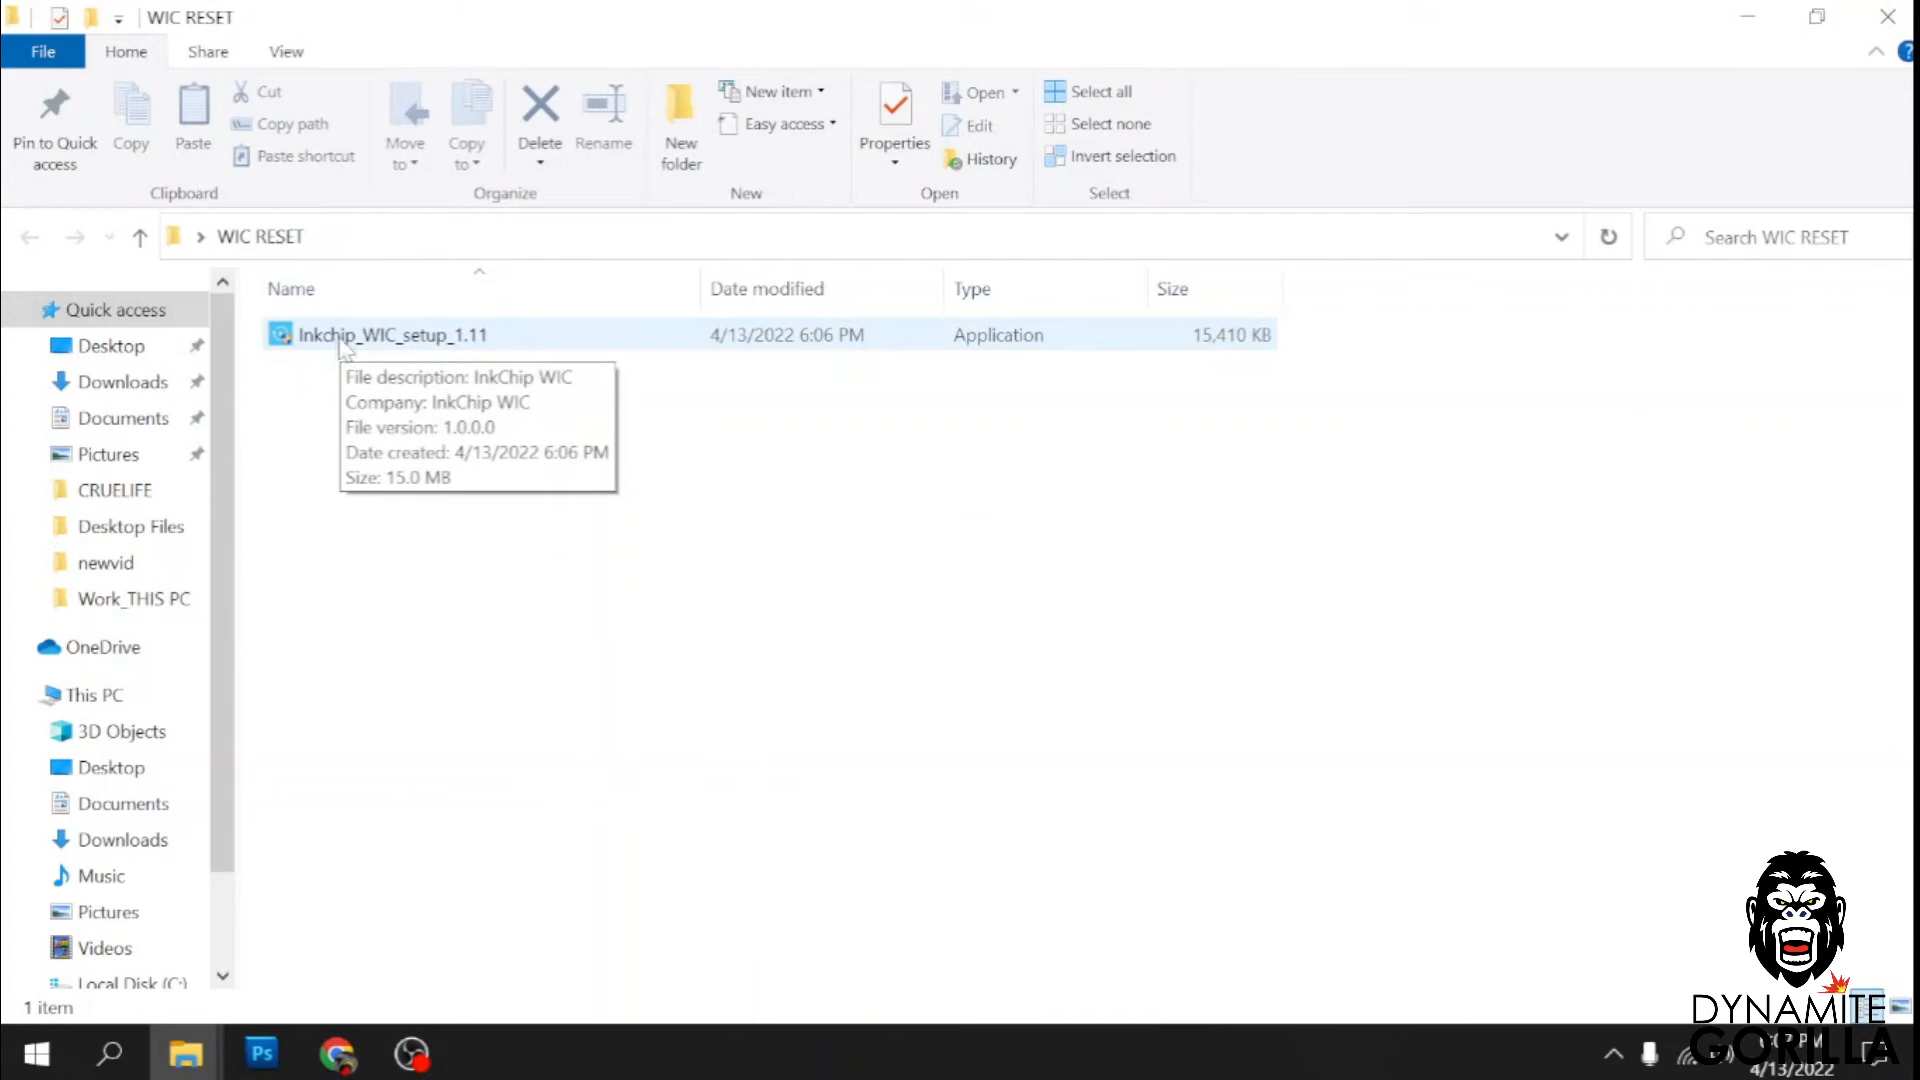 WIC RESET
File
Home
Share
View
Pin to Quick
access
Copy
Paste
Cut
Copy path
Paste shortcut
Move
to
Copy
to
Delete
Rename
New
folder
New item
Easy access
Properties
Open
Edit
History
Select all
Select none
Invert selection
Clipboard
Organize
New
Open
Select
WIC RESET
Search WIC RESET
Name
Date modified
Type
Size
Inkchip_WIC_setup_1.11
4/13/2022 6:06 PM
Application
15,410 KB
File description: InkChip WIC
Company: InkChip WIC
File version: 1.0.0.0
Date created: 4/13/2022 6:06 PM
Size: 15.0 MB
Quick access
Desktop
Downloads
Documents
Pictures
CRUELIFE
Desktop Files
newvid
Work_THIS PC
OneDrive
This PC
3D Objects
Desktop
Documents
Downloads
Music
Pictures
Videos
Local Disk (C:)
1 item
DYNAMITE
GORILLA
Ps
4/13/2022